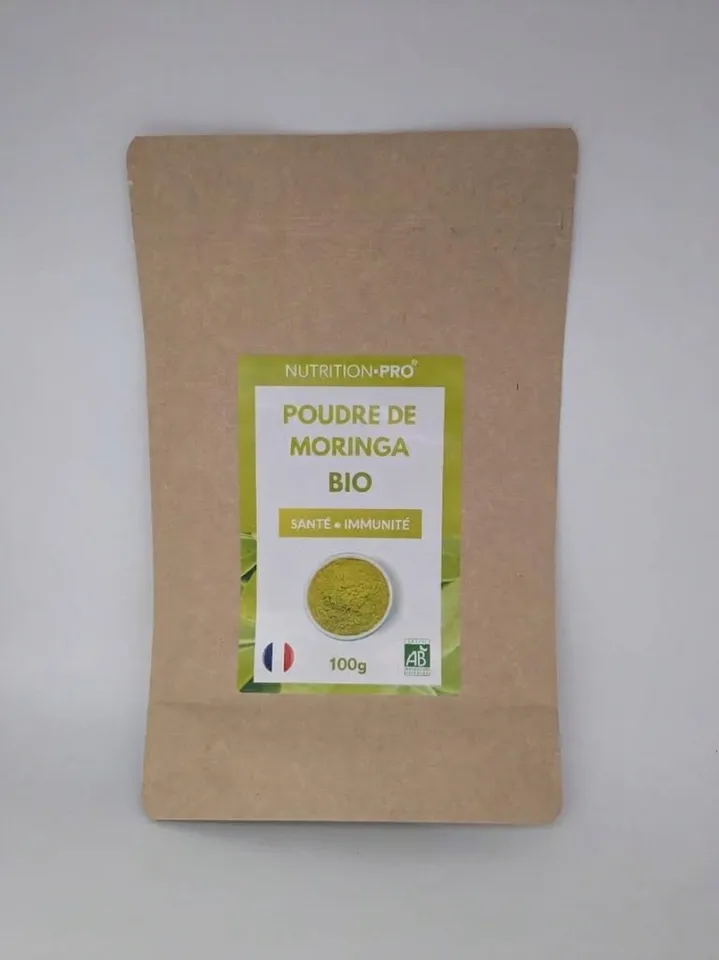 NUTRITION•PRO®
POUDRE DE
MORINGA
BIO
SANTÉ • IMMUNITÉ
100g
AB